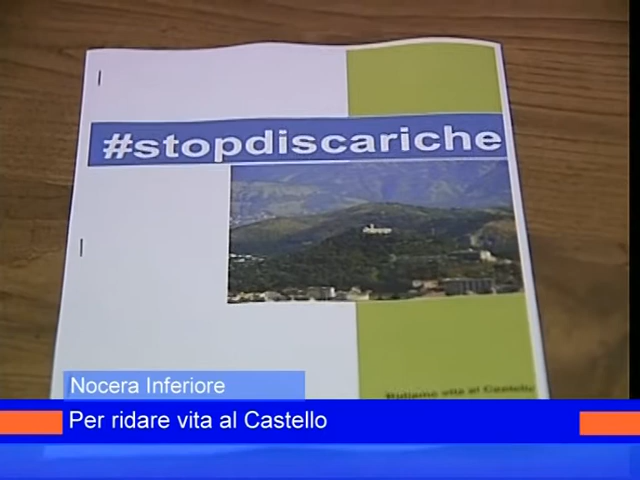 #stopdiscariche
Ridiamo vita al Castello
Nocera Inferiore
Per ridare vita al Castello